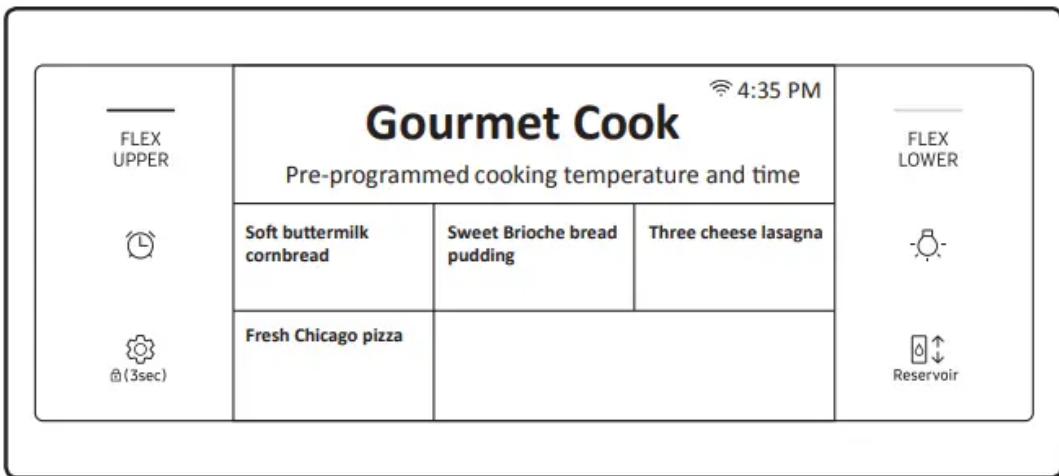 FLEX
UPPER
(3sec)
4:35 PM
Gourmet Cook
Pre-programmed cooking temperature and time
Soft buttermilk
cornbread
Sweet Brioche bread
pudding
Three cheese lasagna
Fresh Chicago pizza
FLEX
LOWER
Reservoir